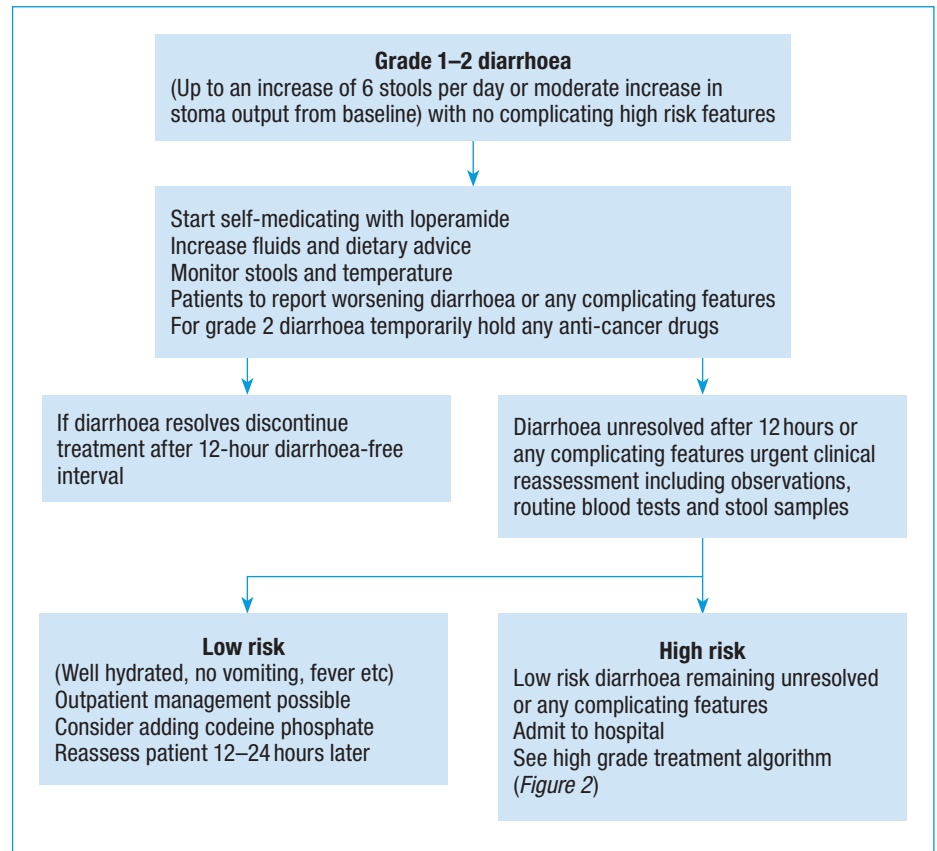 Grade 1–2 diarrhoea
(Up to an increase of 6 stools per day or moderate increase in
stoma output from baseline) with no complicating high risk features
Start self-medicating with loperamide
Increase fluids and dietary advice
Monitor stools and temperature
Patients to report worsening diarrhoea or any complicating features
For grade 2 diarrhoea temporarily hold any anti-cancer drugs
If diarrhoea resolves discontinue
treatment after 12-hour diarrhoea-free
interval
Diarrhoea unresolved after 12 hours or
any complicating features urgent clinical
reassessment including observations,
routine blood tests and stool samples
Low risk
(Well hydrated, no vomiting, fever etc)
Outpatient management possible
Consider adding codeine phosphate
Reassess patient 12–24 hours later
High risk
Low risk diarrhoea remaining unresolved
or any complicating features
Admit to hospital
See high grade treatment algorithm
(Figure 2)